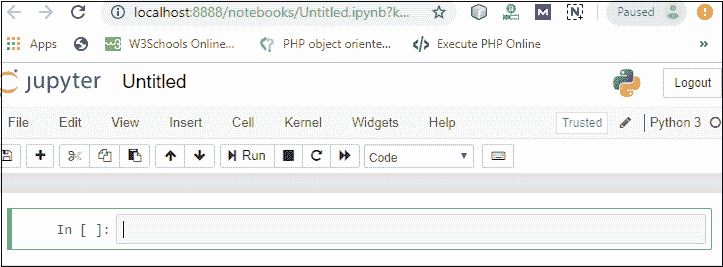 localhost:8888/notebooks/Untitled.ipynb?k... Paused
Apps W3Schools Online... PHP object oriente... Execute PHP Online »
jupyter Untitled Logout
File Edit View Insert Cell Kernel Widgets Help Trusted Python 3
Run Code
In [ ]: